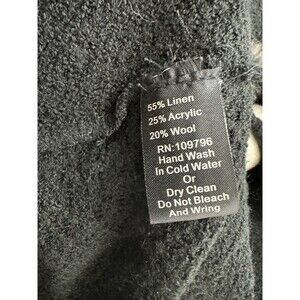 55% Linen
25% Acrylic
20% Wool
RN:109796
Hand Wash
In Cold Water
Or
Dry Clean
Do Not Bleach
And Wring